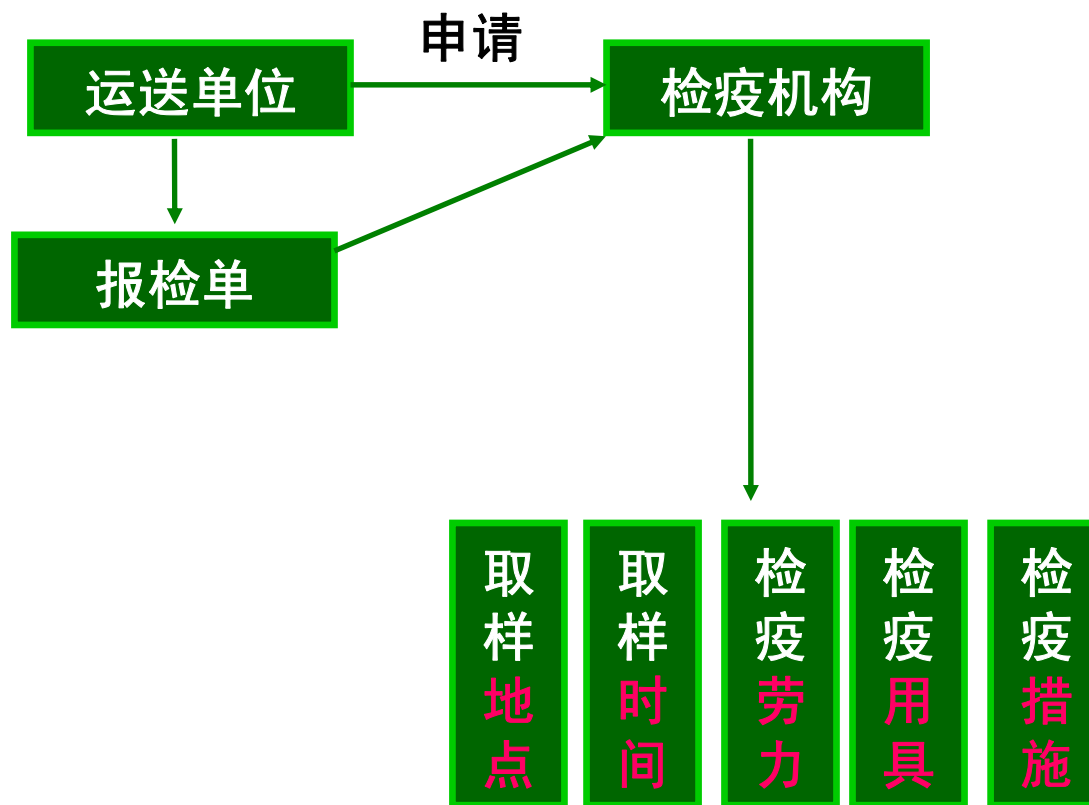 申请
运送单位
检疫机构
报检单
取样地点
取样时间
检疫劳力
检疫用具
检疫措施